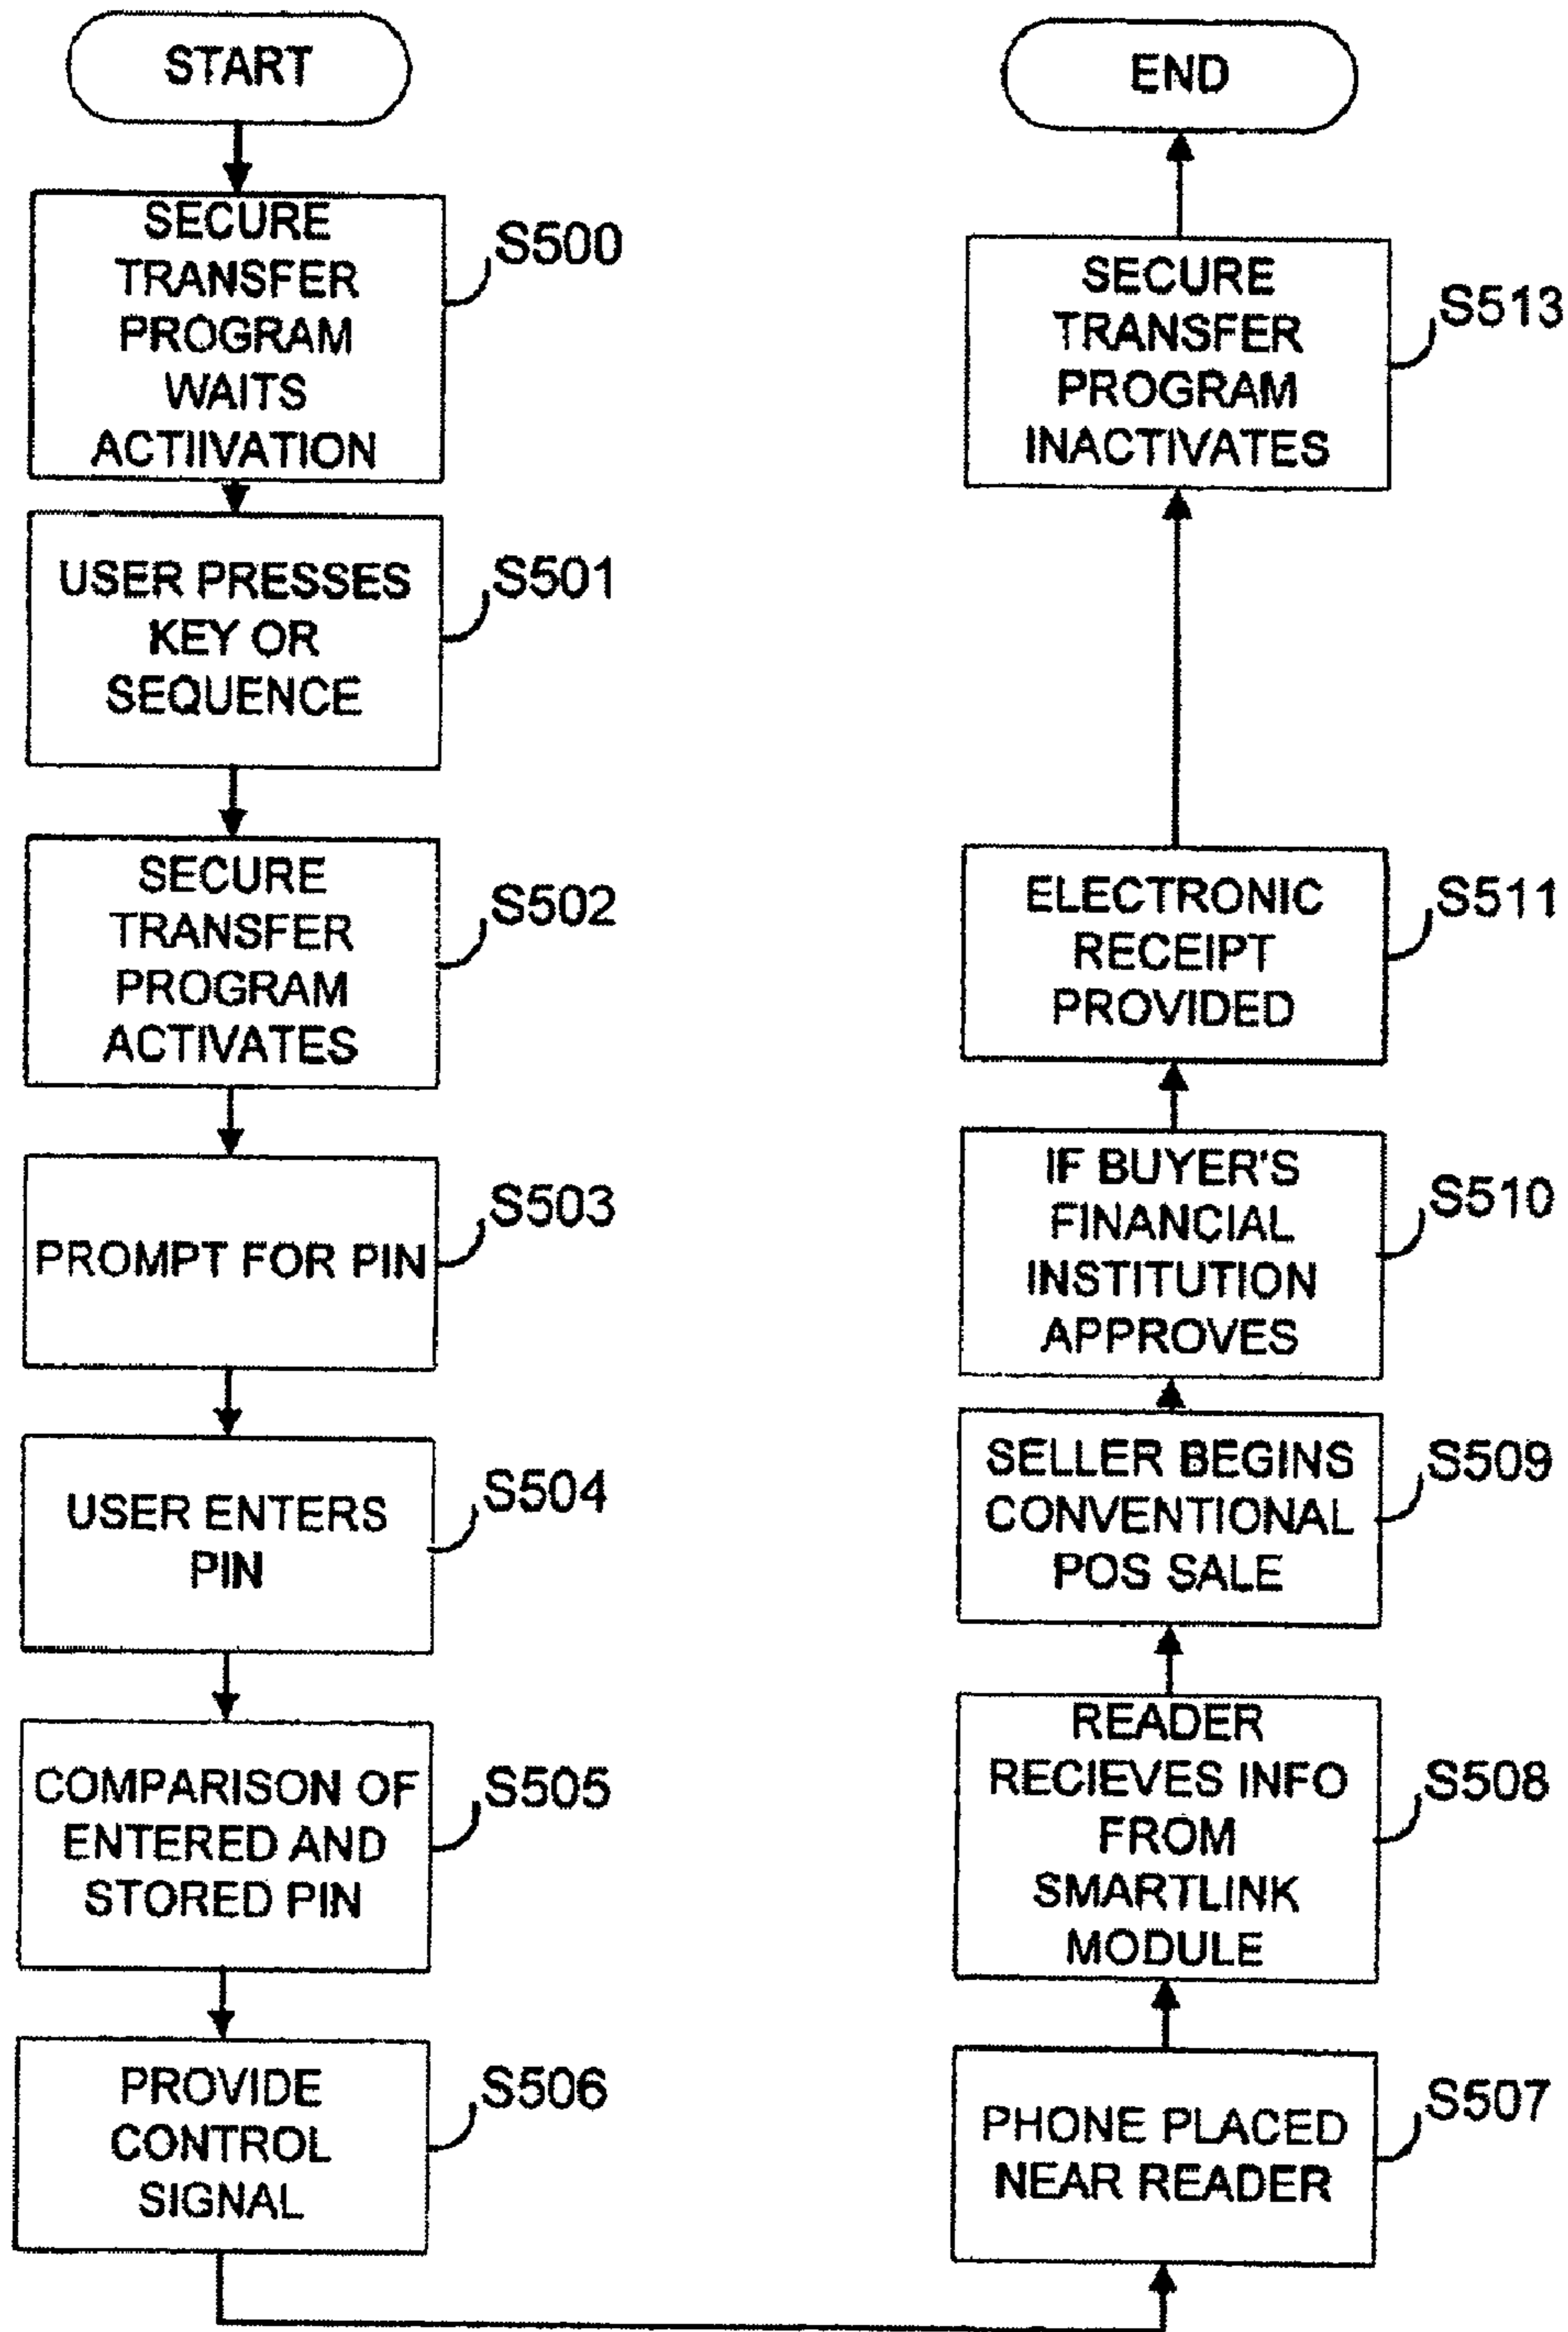 START
SECURE
TRANSFER
PROGRAM
WAITS
ACTIIVATION
S500
USER PRESSES
KEY OR
SEQUENCE
S501
SECURE
TRANSFER
PROGRAM
ACTIVATES
S502
PROMPT FOR PIN
S503
USER ENTERS
PIN
S504
COMPARISON OF
ENTERED AND
STORED PIN
S505
PROVIDE
CONTROL
SIGNAL
S506
PHONE PLACED
NEAR READER
S507
READER
RECIEVES INFO
FROM
SMARTLINK
MODULE
S508
SELLER BEGINS
CONVENTIONAL
POS SALE
S509
IF BUYER'S
FINANCIAL
INSTITUTION
APPROVES
S510
ELECTRONIC
RECEIPT
PROVIDED
S511
SECURE
TRANSFER
PROGRAM
INACTIVATES
S513
END